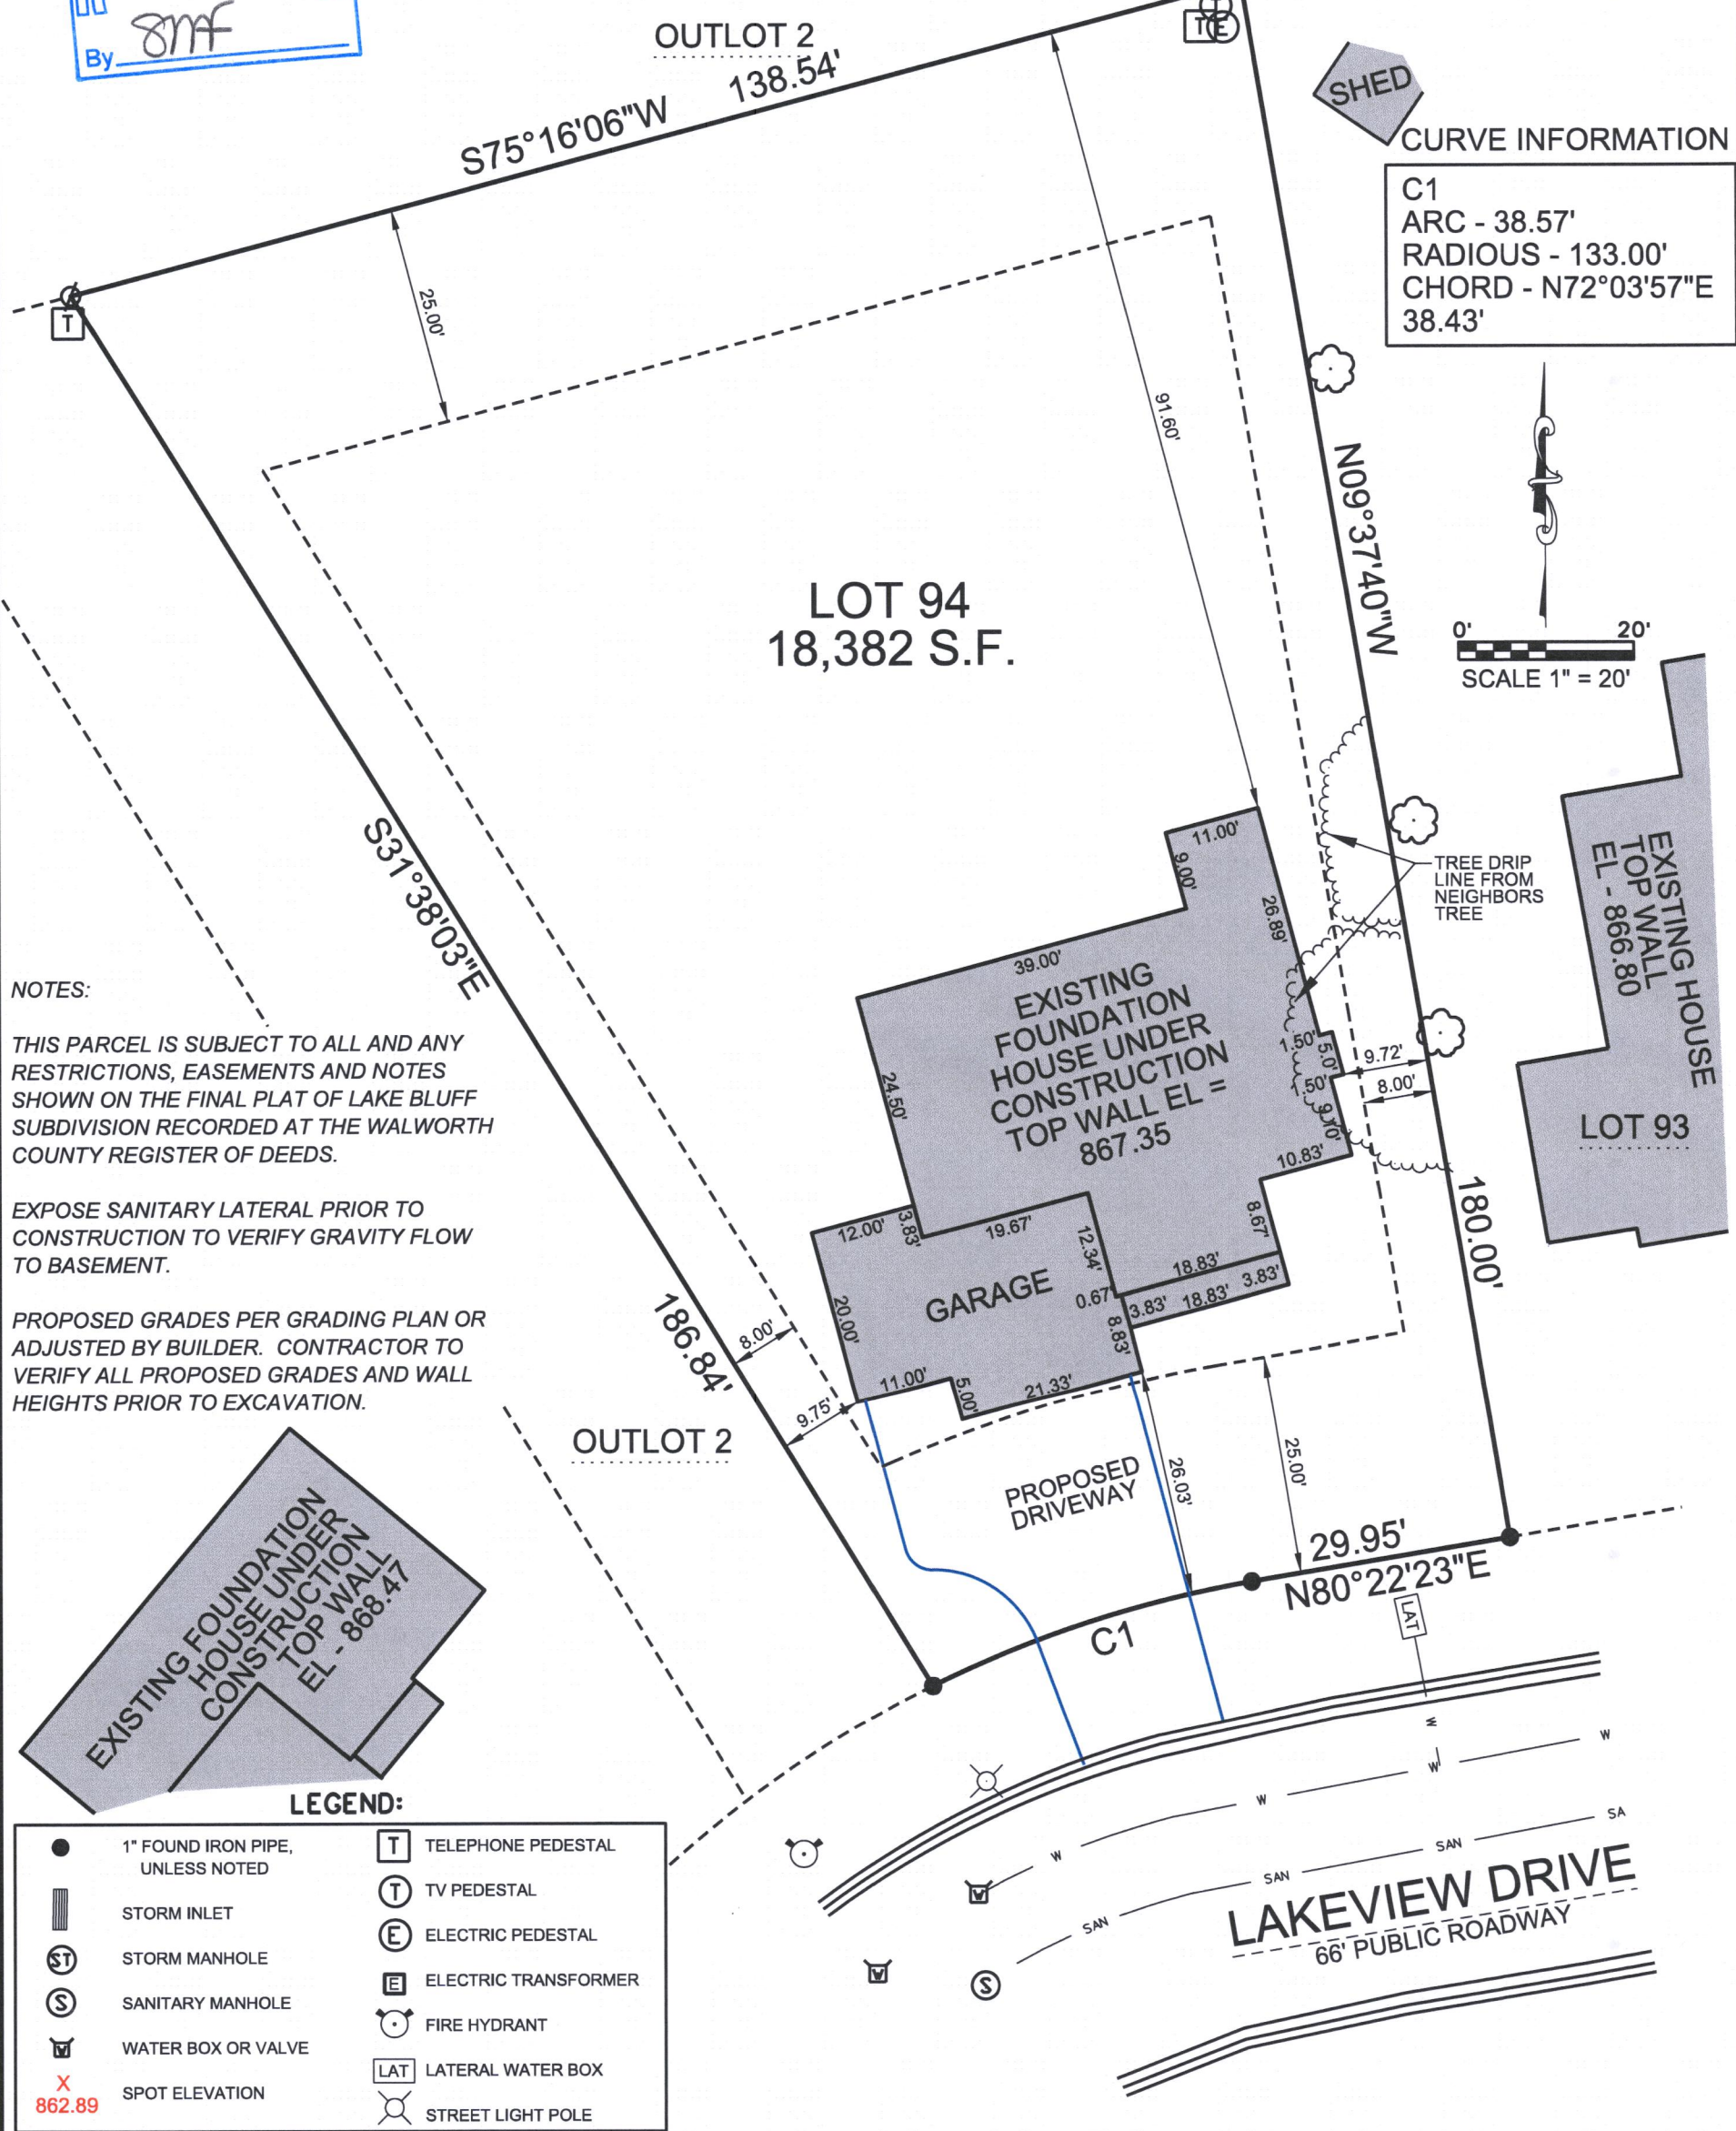 By SMF
OUTLOT 2
S75°16'06"W 138.54'
T E
SHED
CURVE INFORMATION
C1
ARC - 38.57'
RADIOUS - 133.00'
CHORD - N72°03'57"E
38.43'
T
25.00'
91.60'
N09°37'40"W
0' 20'
SCALE 1" = 20'
LOT 94
18,382 S.F.
S31°38'03"E
186.84'
180.00'
TREE DRIP
LINE FROM
NEIGHBORS
TREE
EXISTING HOUSE
TOP WALL
EL - 866.80
LOT 93
11.00'
9.00'
26.89'
39.00'
EXISTING
FOUNDATION
HOUSE UNDER
CONSTRUCTION
TOP WALL EL =
867.35
24.50'
1.50'
5.0'
1.50'
9.10'
9.72'
8.00'
10.83'
8.67'
12.00'
3.83'
19.67'
12.34'
18.83'
3.83'
0.67'
3.83'
18.83'
20.00'
GARAGE
8.83'
8.00'
11.00'
5.00'
21.33'
9.75'
OUTLOT 2
PROPOSED
DRIVEWAY
26.03'
25.00'
29.95'
N80°22'23"E
C1
LAT
NOTES:
THIS PARCEL IS SUBJECT TO ALL AND ANY
RESTRICTIONS, EASEMENTS AND NOTES
SHOWN ON THE FINAL PLAT OF LAKE BLUFF
SUBDIVISION RECORDED AT THE WALWORTH
COUNTY REGISTER OF DEEDS.
EXPOSE SANITARY LATERAL PRIOR TO
CONSTRUCTION TO VERIFY GRAVITY FLOW
TO BASEMENT.
PROPOSED GRADES PER GRADING PLAN OR
ADJUSTED BY BUILDER. CONTRACTOR TO
VERIFY ALL PROPOSED GRADES AND WALL
HEIGHTS PRIOR TO EXCAVATION.
EXISTING FOUNDATION
HOUSE UNDER
CONSTRUCTION
TOP WALL
EL - 868.47
W
W
W
W
W
SAN
SAN
SAN
SA
W
W
S
LAKEVIEW DRIVE
66' PUBLIC ROADWAY
LEGEND:
1" FOUND IRON PIPE,
UNLESS NOTED
STORM INLET
ST STORM MANHOLE
S SANITARY MANHOLE
W WATER BOX OR VALVE
X
862.89 SPOT ELEVATION
T TELEPHONE PEDESTAL
T TV PEDESTAL
E ELECTRIC PEDESTAL
E ELECTRIC TRANSFORMER
FIRE HYDRANT
LAT LATERAL WATER BOX
STREET LIGHT POLE